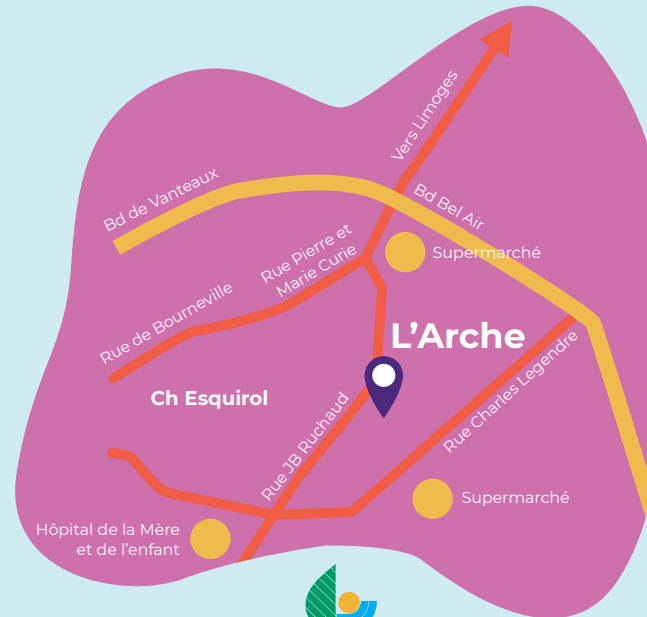 Vers Limoges
Bd de Vanteaux
Bd Bel Air
Rue Pierre et
Marie Curie
Supermarché
Rue de Bourneville
L'Arche
Rue Charles Legendre
Ch Esquirol
Rue JB Ruchaud
Supermarché
Hôpital de la Mère
et de l'enfant